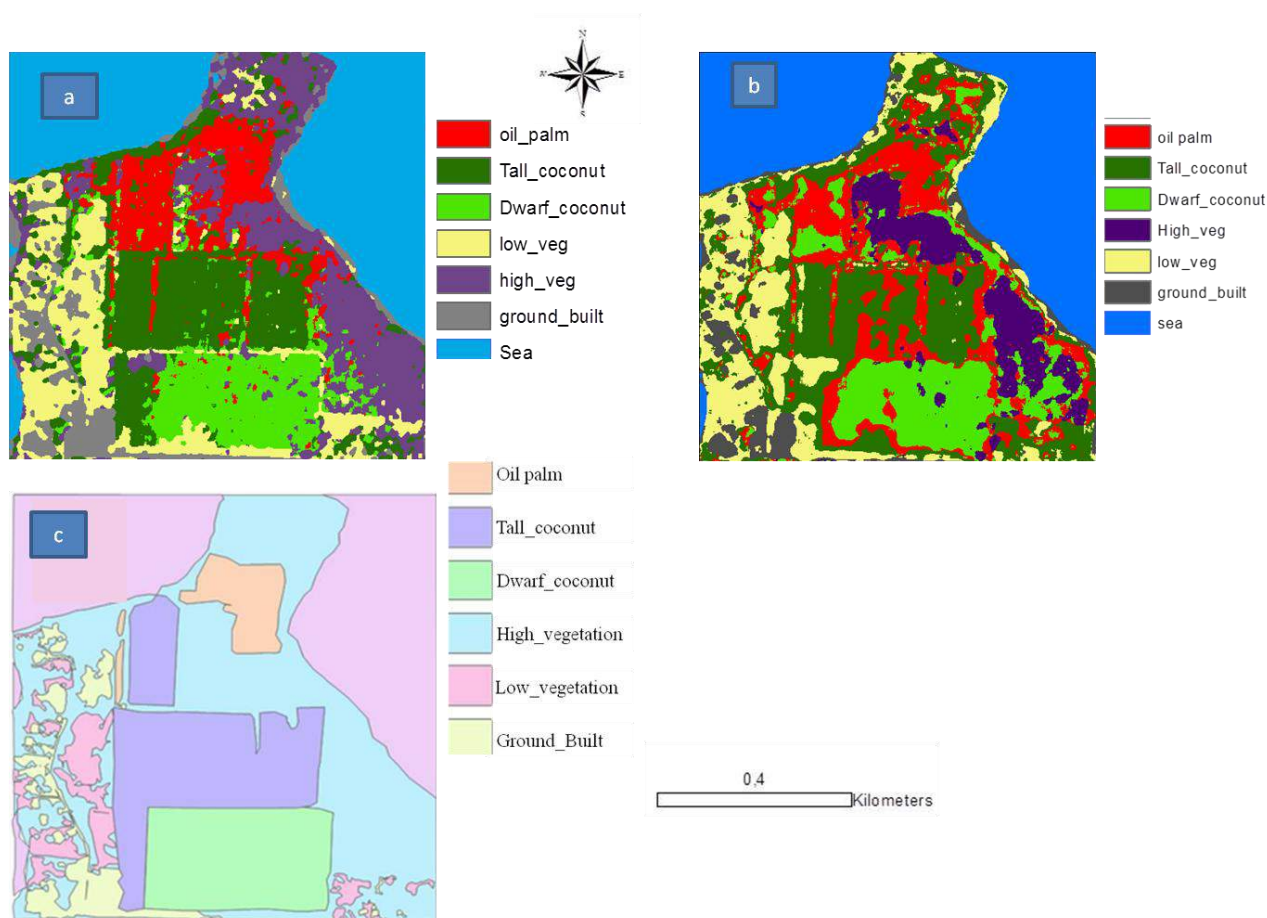 a
N
W
E
S
oil_palm
Tall_coconut
Dwarf_coconut
low_veg
high_veg
ground_built
Sea
b
oil palm
Tall_coconut
Dwarf_coconut
High_veg
low_veg
ground_built
sea
c
Oil palm
Tall_coconut
Dwarf_coconut
High_vegetation
Low_vegetation
Ground_Built
0,4
Kilometers